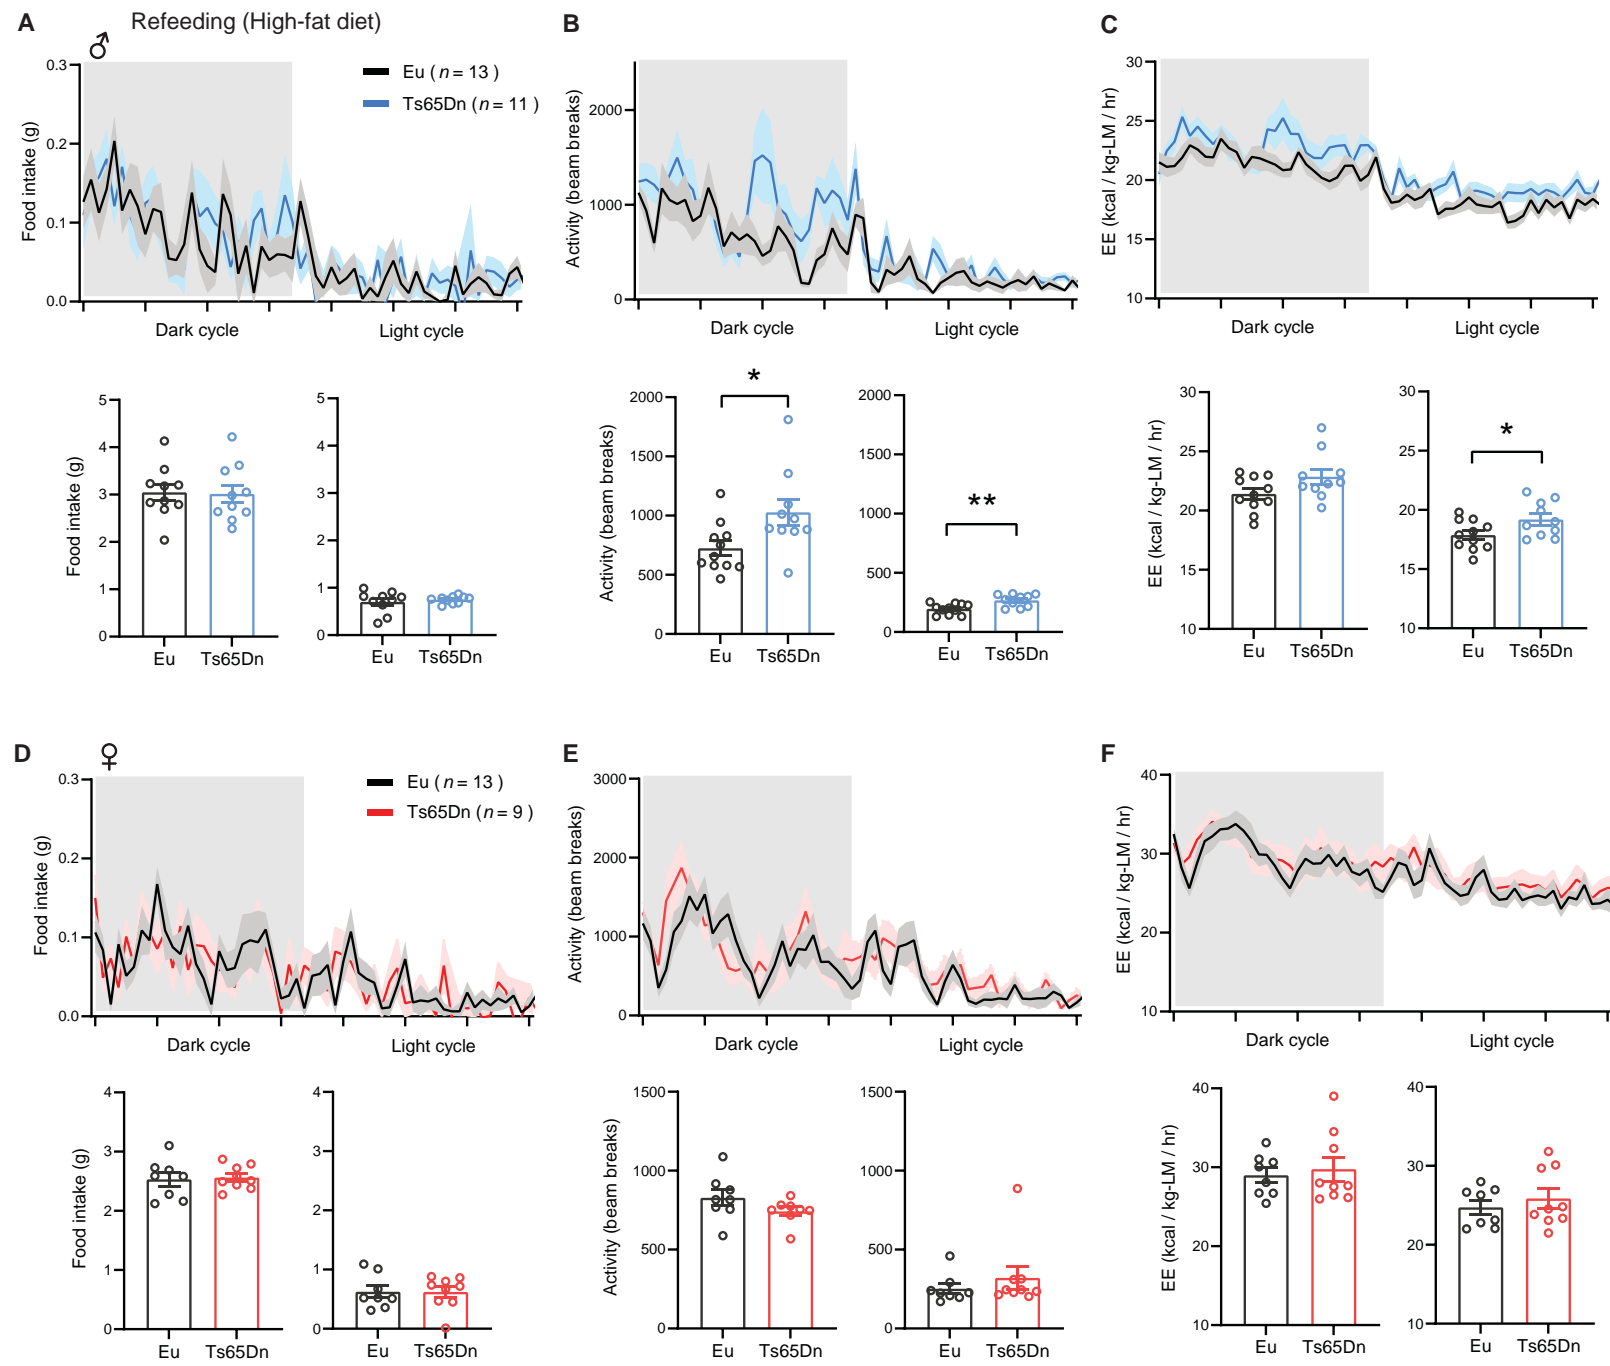 A Refeeding (High-fat diet)
♂
Eu (n = 13)
Ts65Dn (n = 11)
Food intake (g)
0.3
0.2
0.1
0.0
Dark cycle Light cycle
Food intake (g)
5
4
3
2
1
0
Eu Ts65Dn
5
4
3
2
1
0
Eu Ts65Dn
B
Activity (beam breaks)
2000
1000
0
Dark cycle Light cycle
Activity (beam breaks)
2000
1500
1000
500
0
*
Eu Ts65Dn
2000
1500
1000
500
0
**
Eu Ts65Dn
C
EE (kcal / kg-LM / hr)
30
25
20
15
10
Dark cycle Light cycle
EE (kcal / kg-LM / hr)
30
25
20
15
10
Eu Ts65Dn
30
25
20
15
10
*
Eu Ts65Dn
D
♀
Eu (n = 13)
Ts65Dn (n = 9)
Food intake (g)
0.3
0.2
0.1
0.0
Dark cycle Light cycle
Food intake (g)
4
3
2
1
0
Eu Ts65Dn
4
3
2
1
0
Eu Ts65Dn
E
Activity (beam breaks)
3000
2000
1000
0
Dark cycle Light cycle
Activity (beam breaks)
1500
1000
500
0
Eu Ts65Dn
1500
1000
500
0
Eu Ts65Dn
F
EE (kcal / kg-LM / hr)
40
30
20
10
Dark cycle Light cycle
EE (kcal / kg-LM / hr)
40
30
20
10
Eu Ts65Dn
40
30
20
10
Eu Ts65Dn